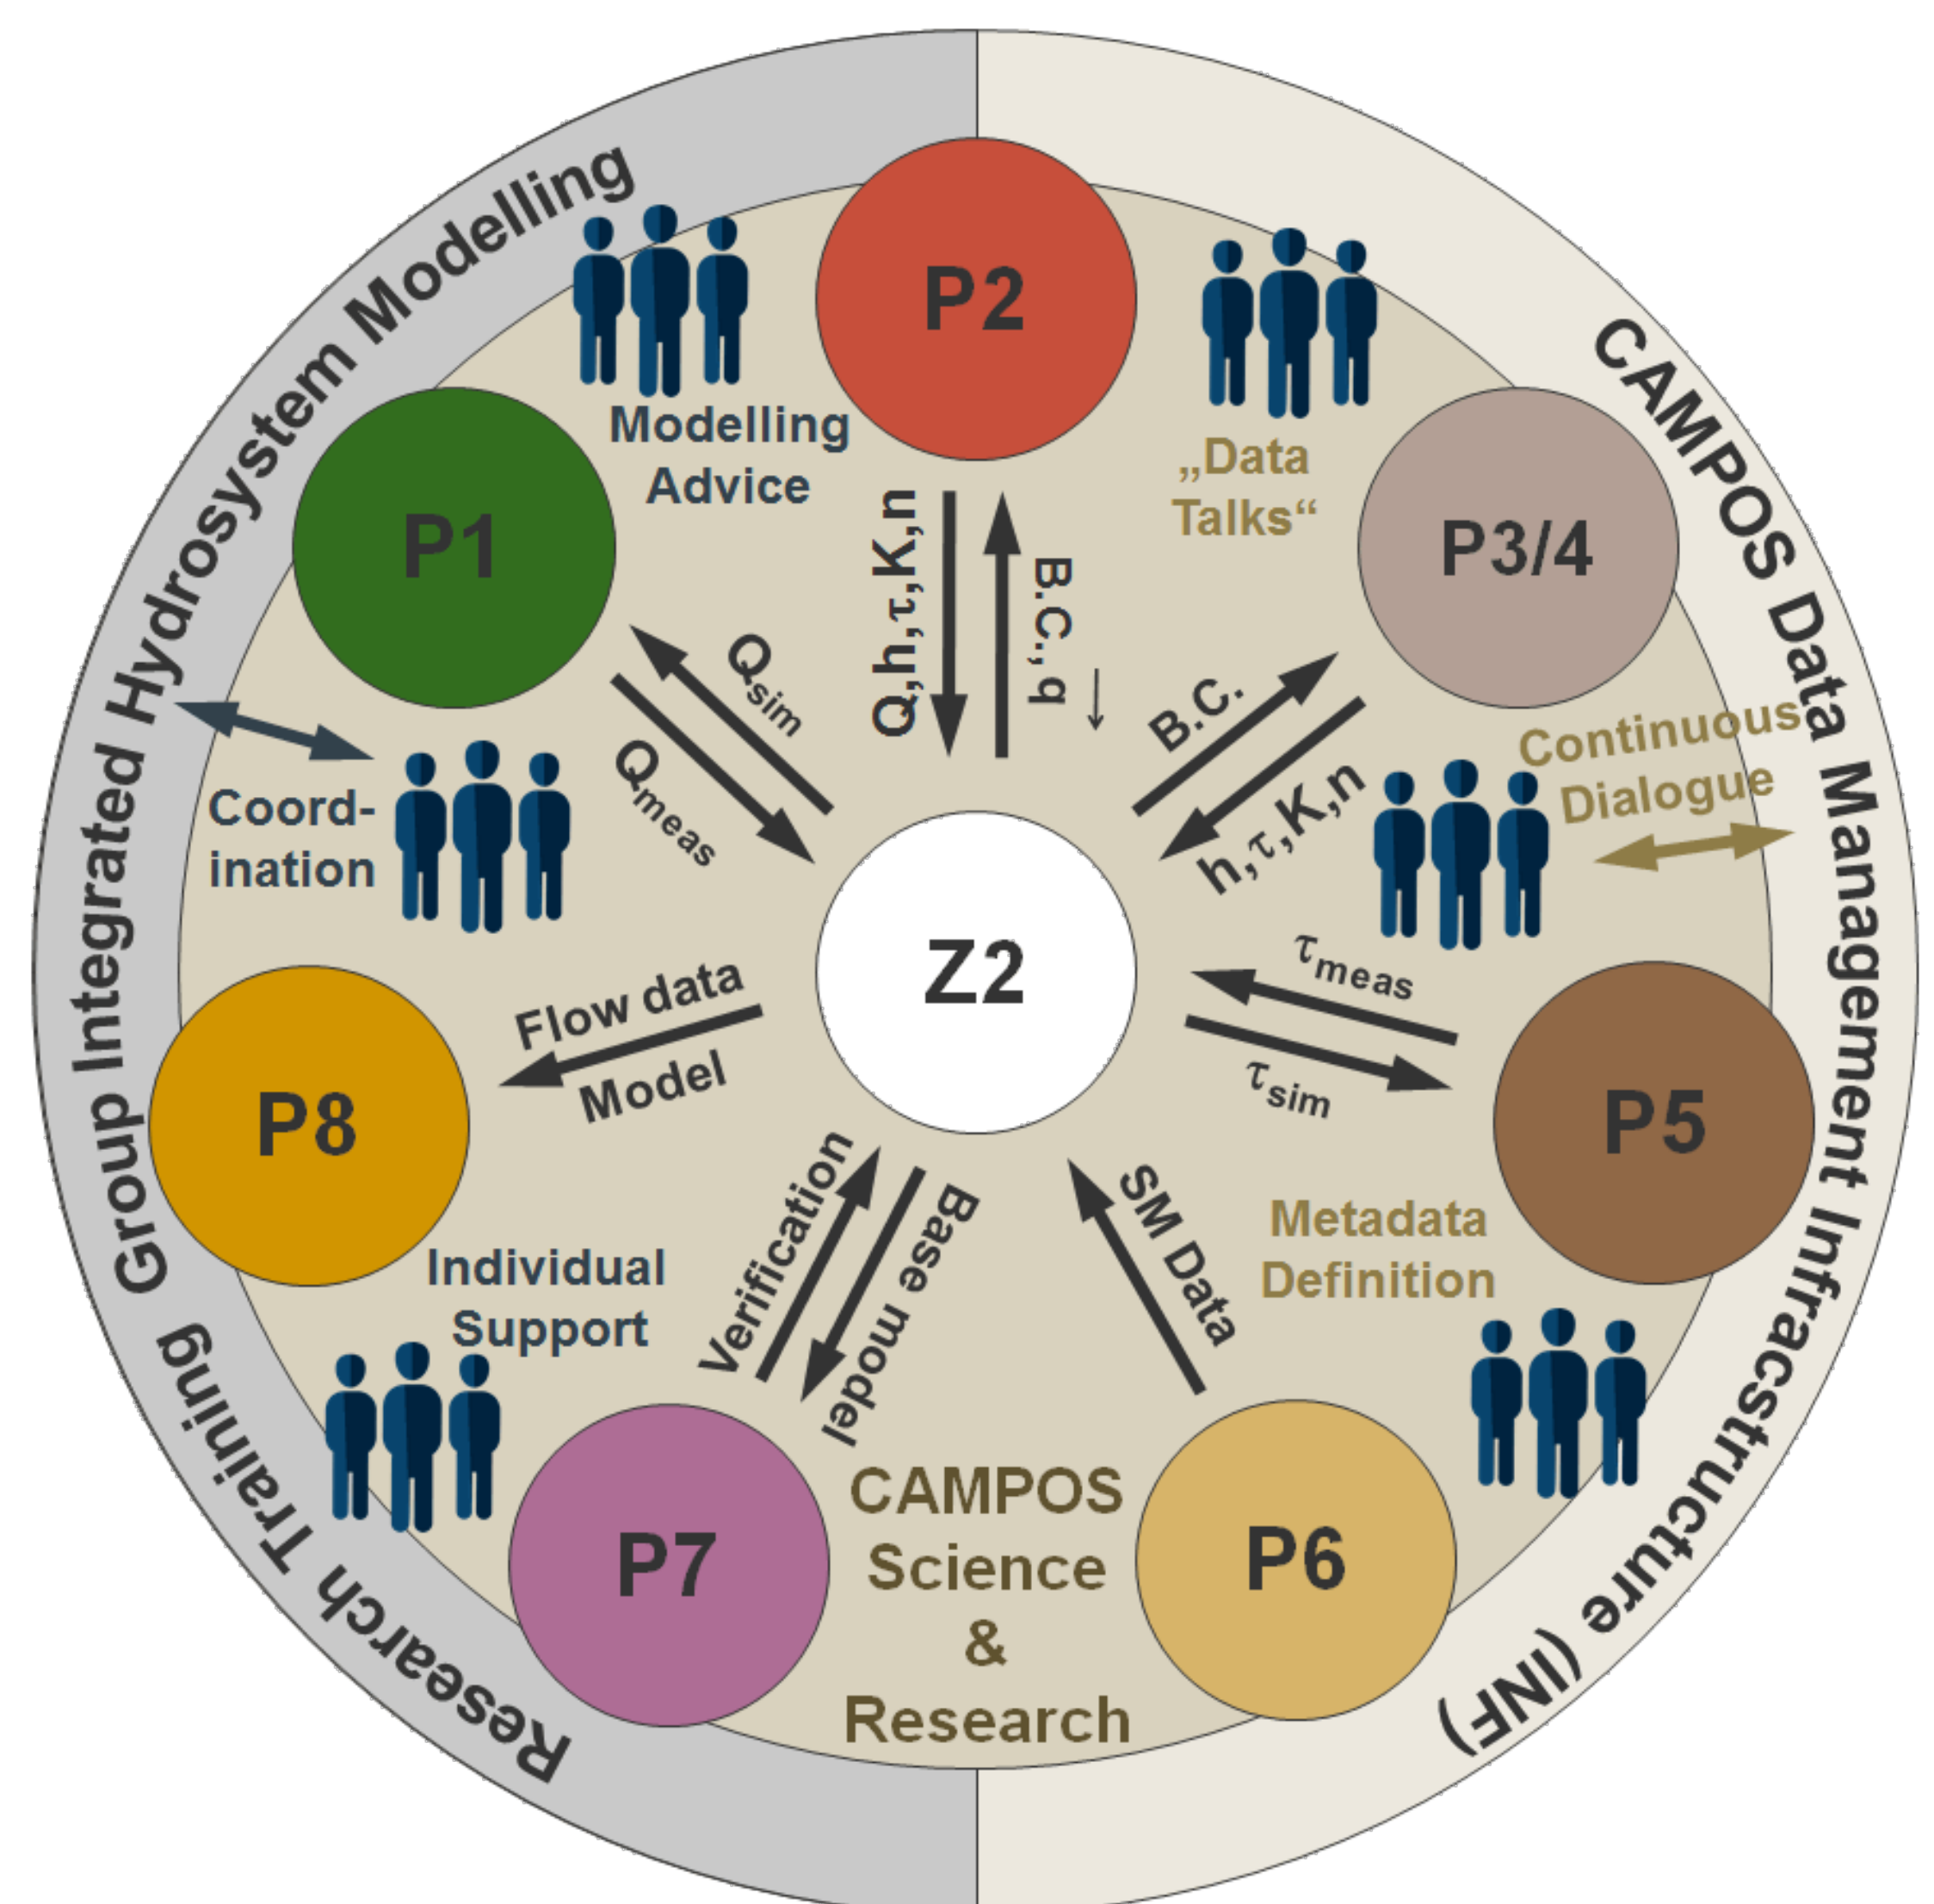 Research Training Group Integrated Hydrosystem Modelling
CAMPOS Data Management Infracstructure (INF)
P2
Modelling
Advice
„Data
Talks“
P1
P3/4
Q,h,τ,K,n
B.C.,q ↓
Qsim
Qmeas
B.C.
h,τ,K,n
Continuous
Dialogue
Coord-
ination
Z2
τmeas
τsim
Flow data
Model
P8
P5
Individual
Support
Verification
Base model
SM Data
Metadata
Definition
P7
CAMPOS
Science
&
Research
P6